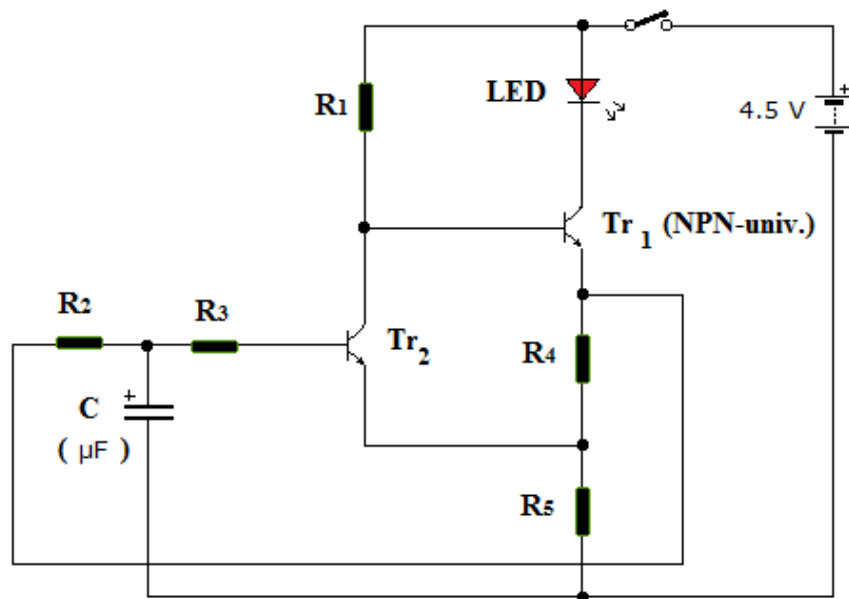 LED
R1
4.5 V
+
Tr 1 (NPN-univ.)
R2
R3
Tr2
R4
+
C
( µF )
R5